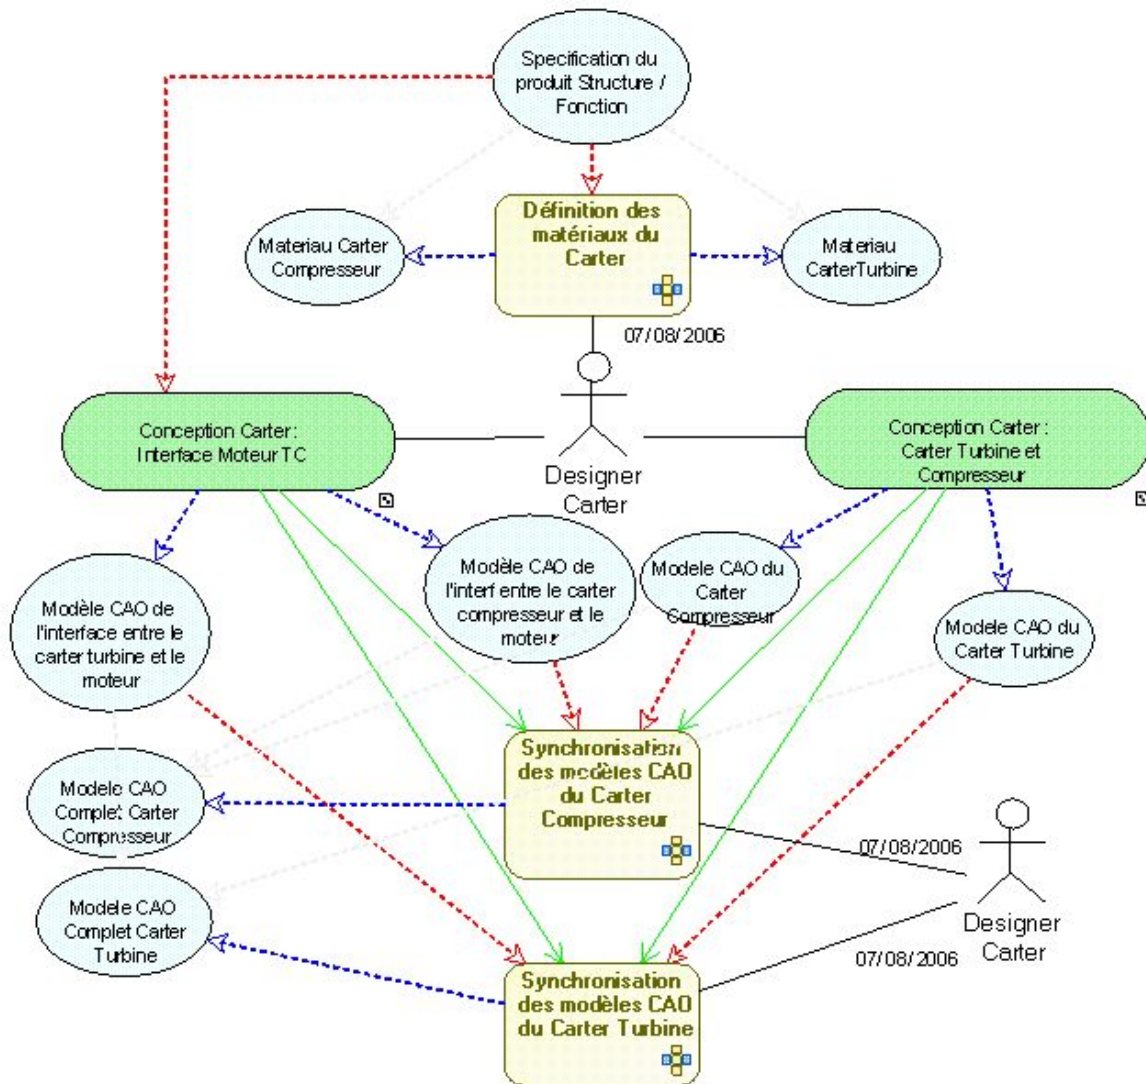 Specification du
produit Structure /
Fonction
Définition des
matériaux du
Carter
Materiau Carter
Compresseur
Materiau
CarterTurbine
07/08/2006
Conception Carter :
Interface Moteur TC
Conception Carter :
Carter Turbine et
Compresseur
Designer
Carter
Modèle CAO de
l'interface entre le
carter turbine et le
moteur
Modèle CAO de
l'interf entre le carter
compresseur et le
moteur
Modele CAO du
Carter
Compresseur
Modele CAO du
Carter Turbine
Synchronisation
des modèles CAO
du Carter
Compresseur
Modele CAO
Complet Carter
Compresseur
07/08/2006
Modele CAO
Complet Carter
Turbine
Designer
Carter
07/08/2006
Synchronisation
des modèles CAO
du Carter Turbine